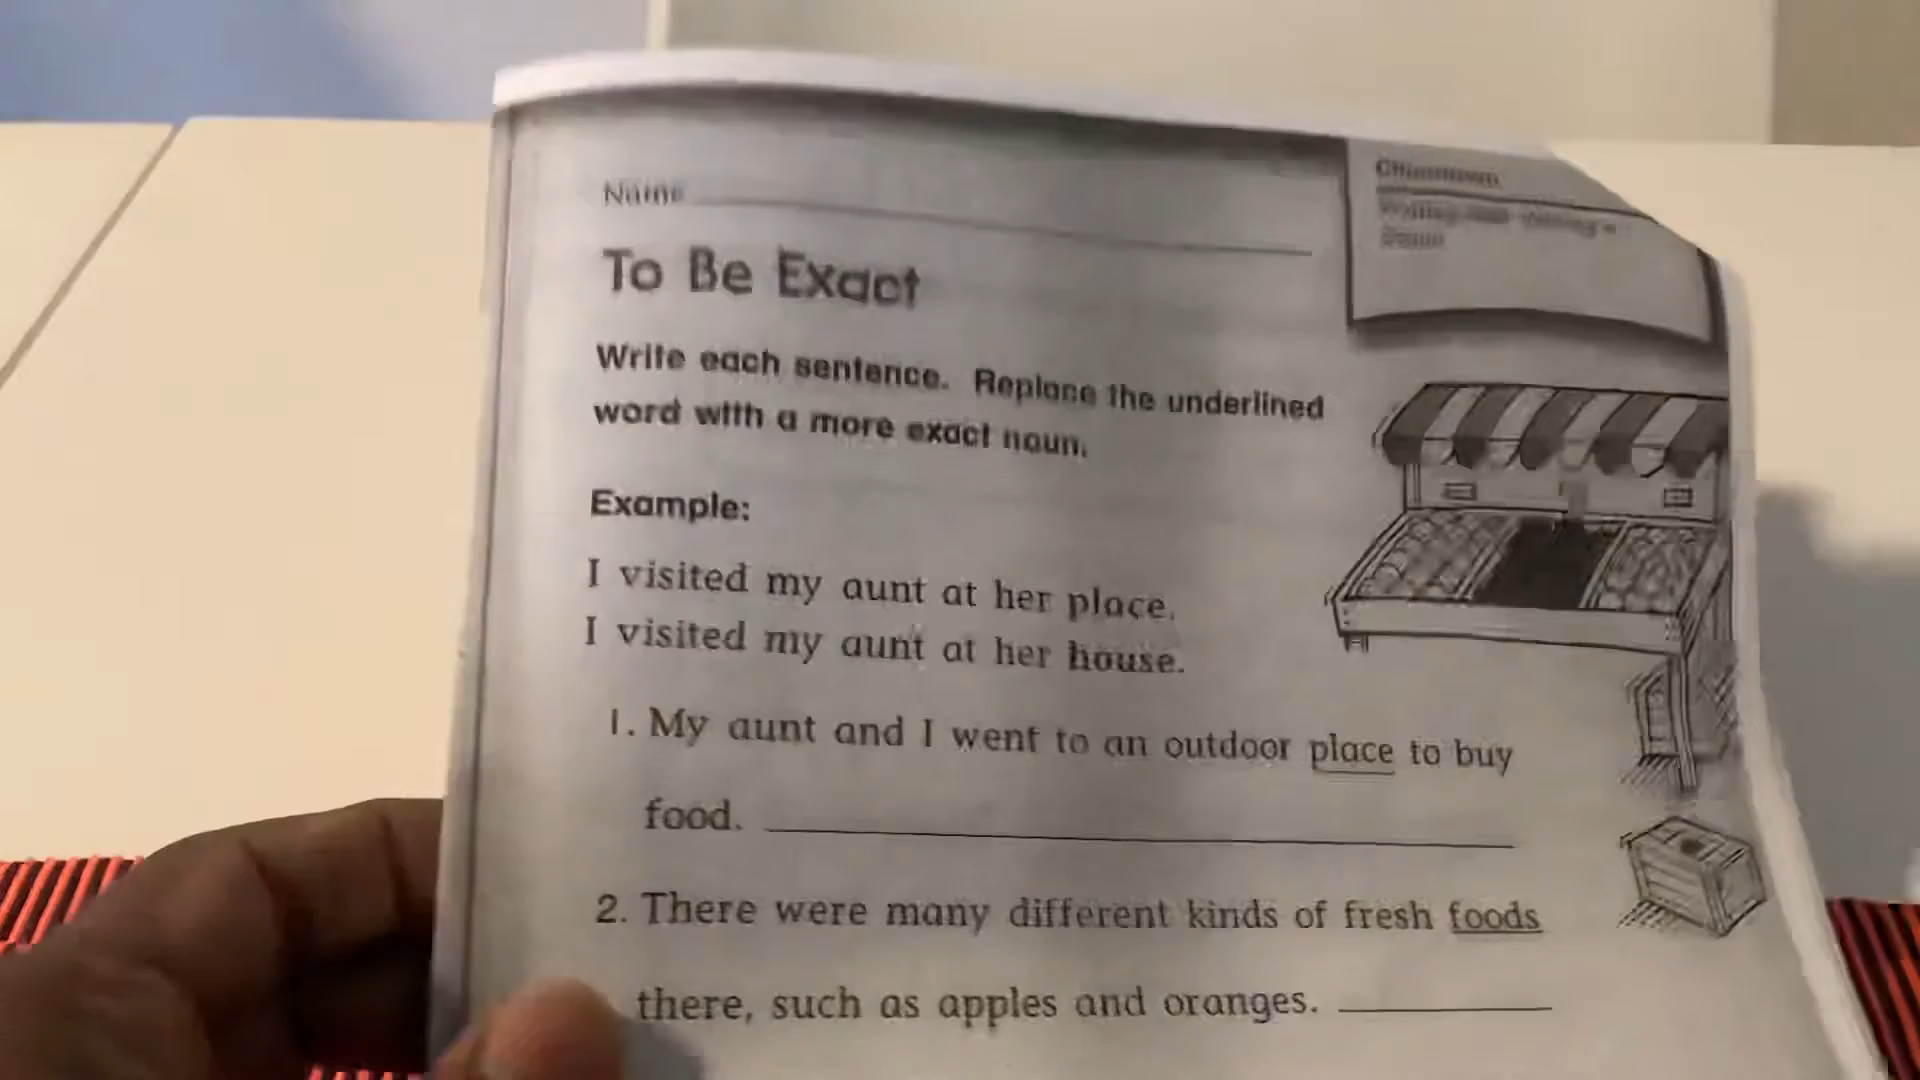 Name
Chinatown
To Be Exact
Write each sentence. Replace the underlined
word with a more exact noun.
Example:
I visited my aunt at her place.
I visited my aunt at her house.
1. My aunt and I went to an outdoor place to buy
food.
2. There were many different kinds of fresh foods
there, such as apples and oranges.